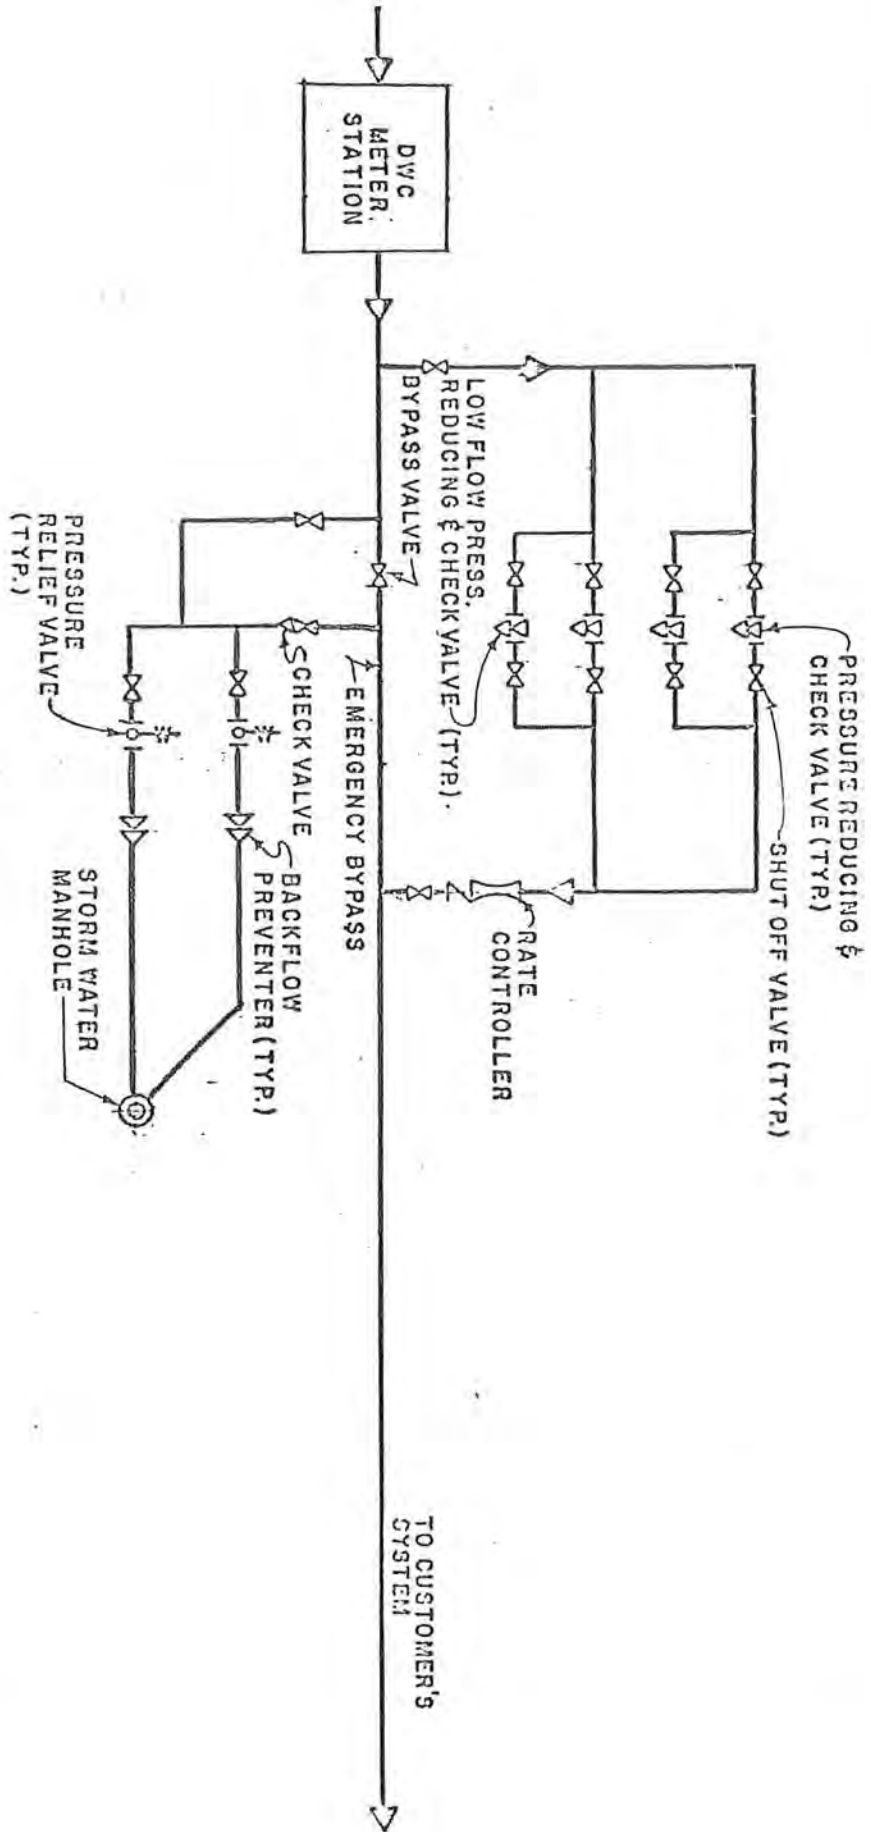 DWC
METER
STATION
PRESSURE REDUCING &
CHECK VALVE (TYP.)
SHUT OFF VALVE (TYP.)
LOW FLOW PRESS.
REDUCING & CHECK VALVE (TYP.).
BYPASS VALVE
RATE
CONTROLLER
EMERGENCY BYPASS
CHECK VALVE
BACKFLOW
PREVENTER (TYP.)
PRESSURE
RELIEF VALVE
(TYP.)
STORM WATER
MANHOLE
TO CUSTOMER'S
SYSTEM